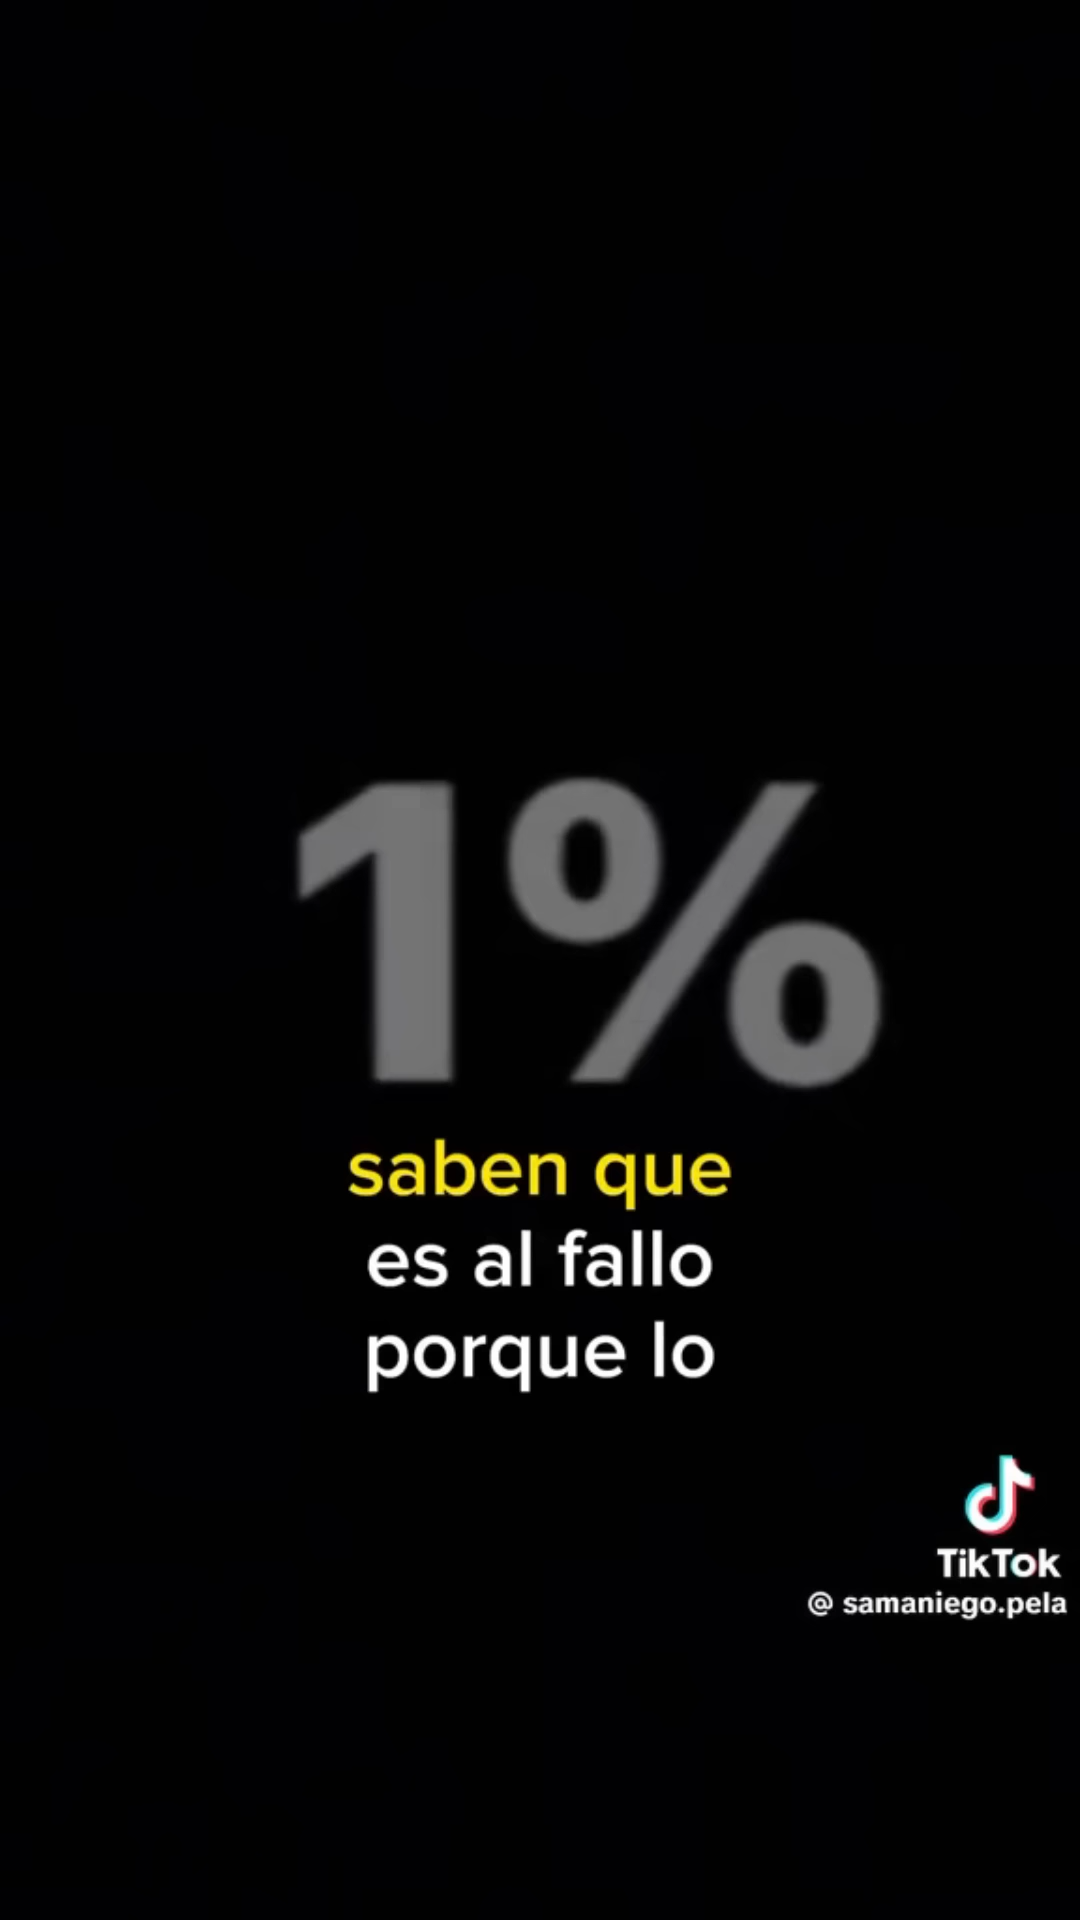 1%
saben que
es al fallo
porque lo
TikTok
@ samaniego.pela